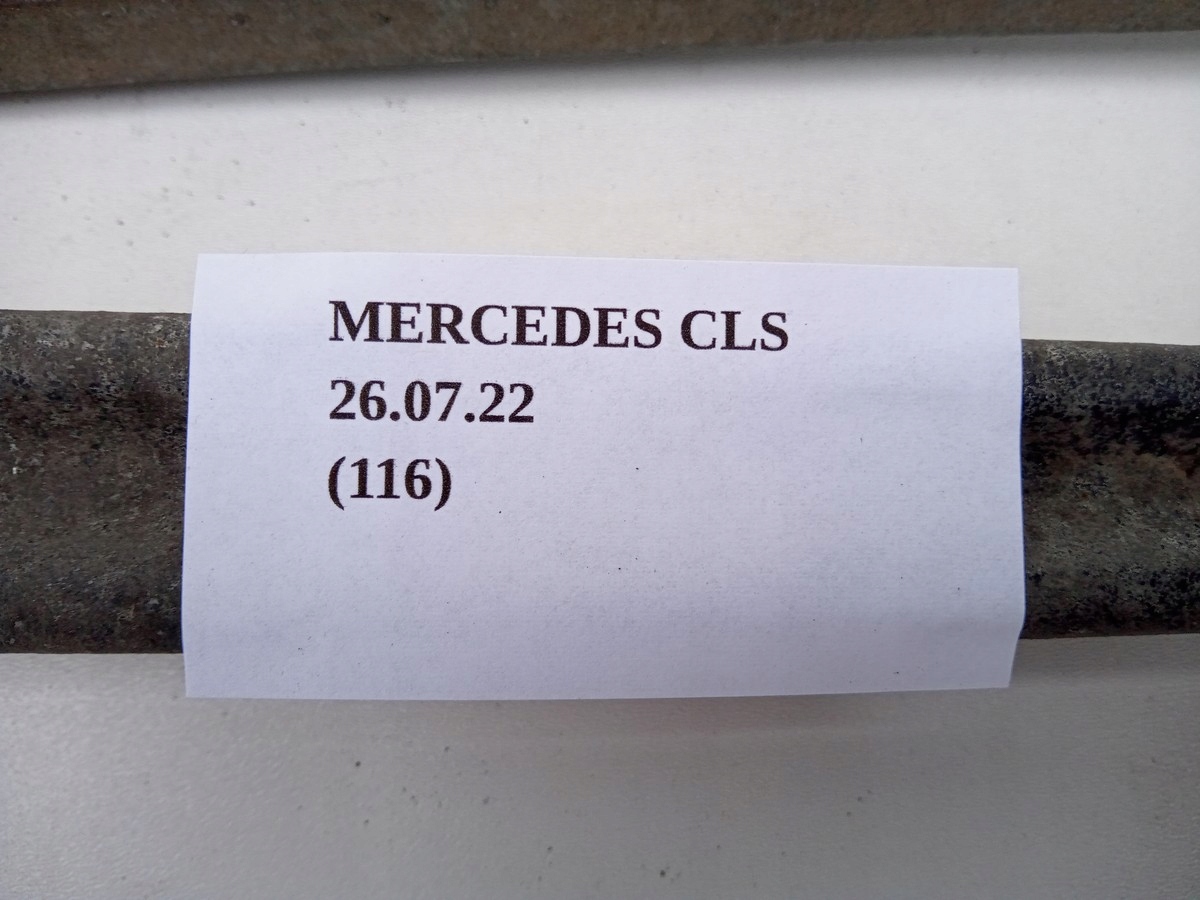 MERCEDES CLS
26.07.22
(116)